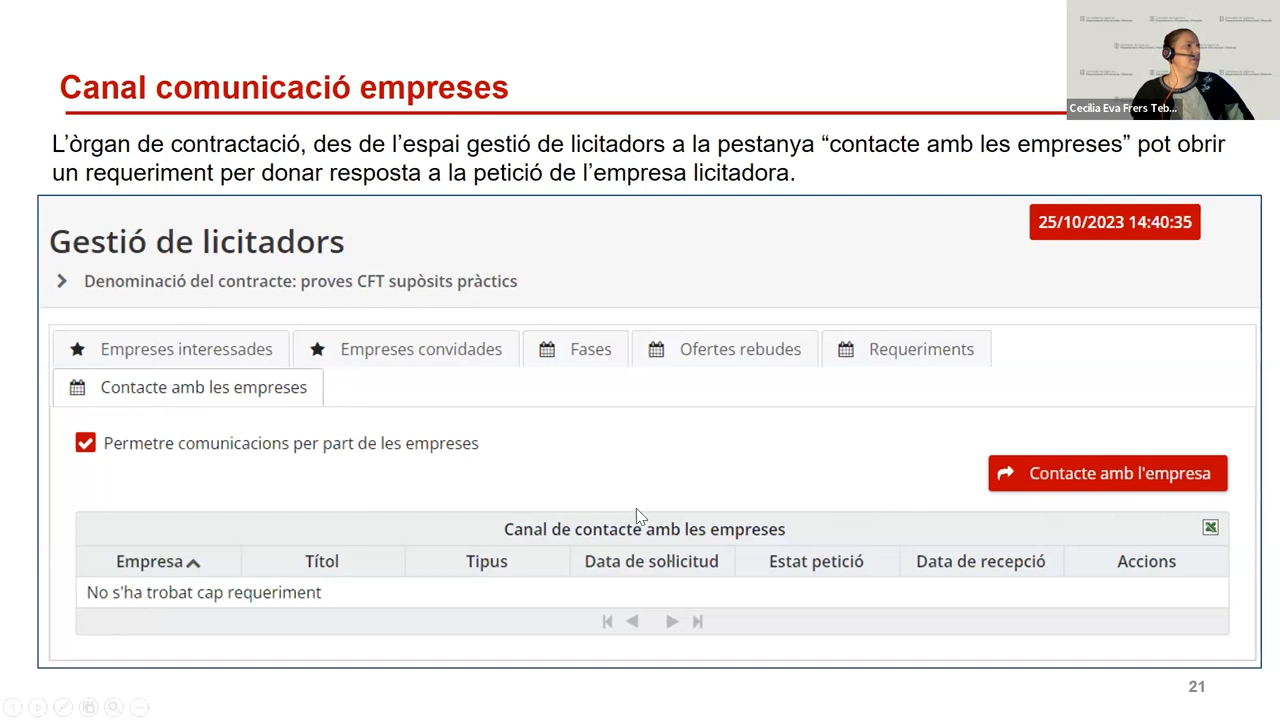 Canal comunicació empreses
Cecília Eva Frers Teb...
L’òrgan de contractació, des de l’espai gestió de licitadors a la pestanya “contacte amb les empreses” pot obrir
un requeriment per donar resposta a la petició de l’empresa licitadora.
25/10/2023 14:40:35
Gestió de licitadors
Denominació del contracte: proves CFT supòsits pràctics
Empreses interessades Empreses convidades Fases Ofertes rebudes Requeriments
Contacte amb les empreses
Permetre comunicacions per part de les empreses
Contacte amb l'empresa
Canal de contacte amb les empreses
Empresa Títol Tipus Data de sol·licitud Estat petició Data de recepció Accions
No s'ha trobat cap requeriment
21